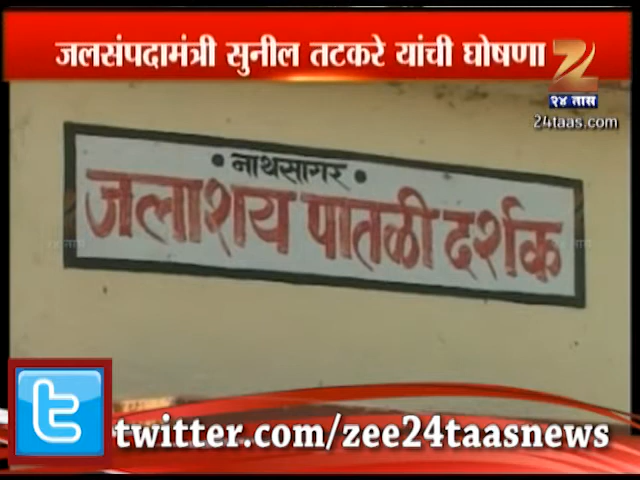 जलसंपदामंत्री सुनील तटकरे यांची घोषणा
२४ तास
24taas.com
• नाथसागर •
जलाशय पातळी दर्शक
twitter.com/zee24taasnews